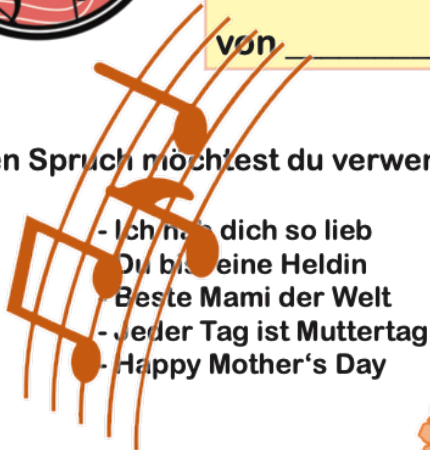 von
en Spruch möchtest du verwen
- Ich hab dich so lieb
- Du bist eine Heldin
- Beste Mami der Welt
- Jeder Tag ist Muttertag
- Happy Mother‘s Day